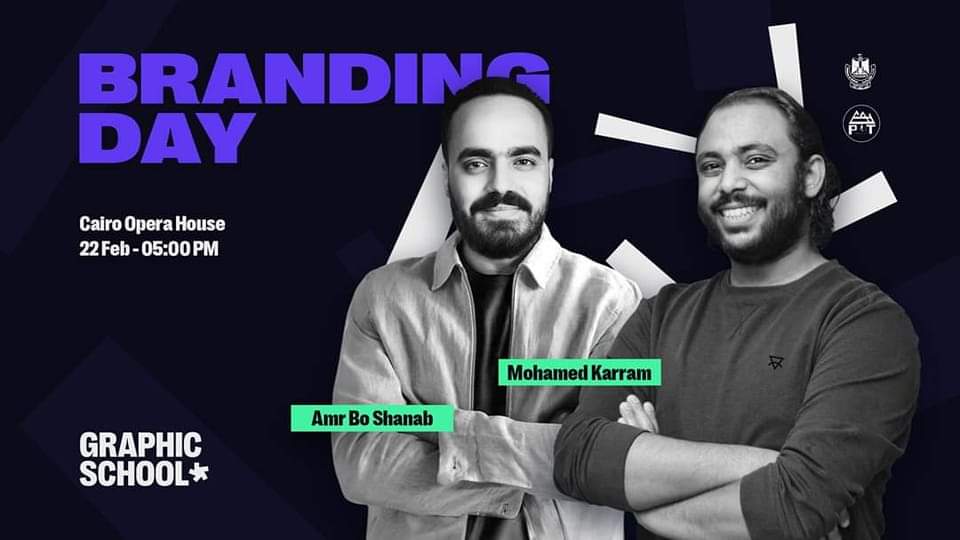 BRANDING
DAY
Cairo Opera House
22 Feb - 05:00 PM
Mohamed Karram
Amr Bo Shanab
GRAPHIC
SCHOOL